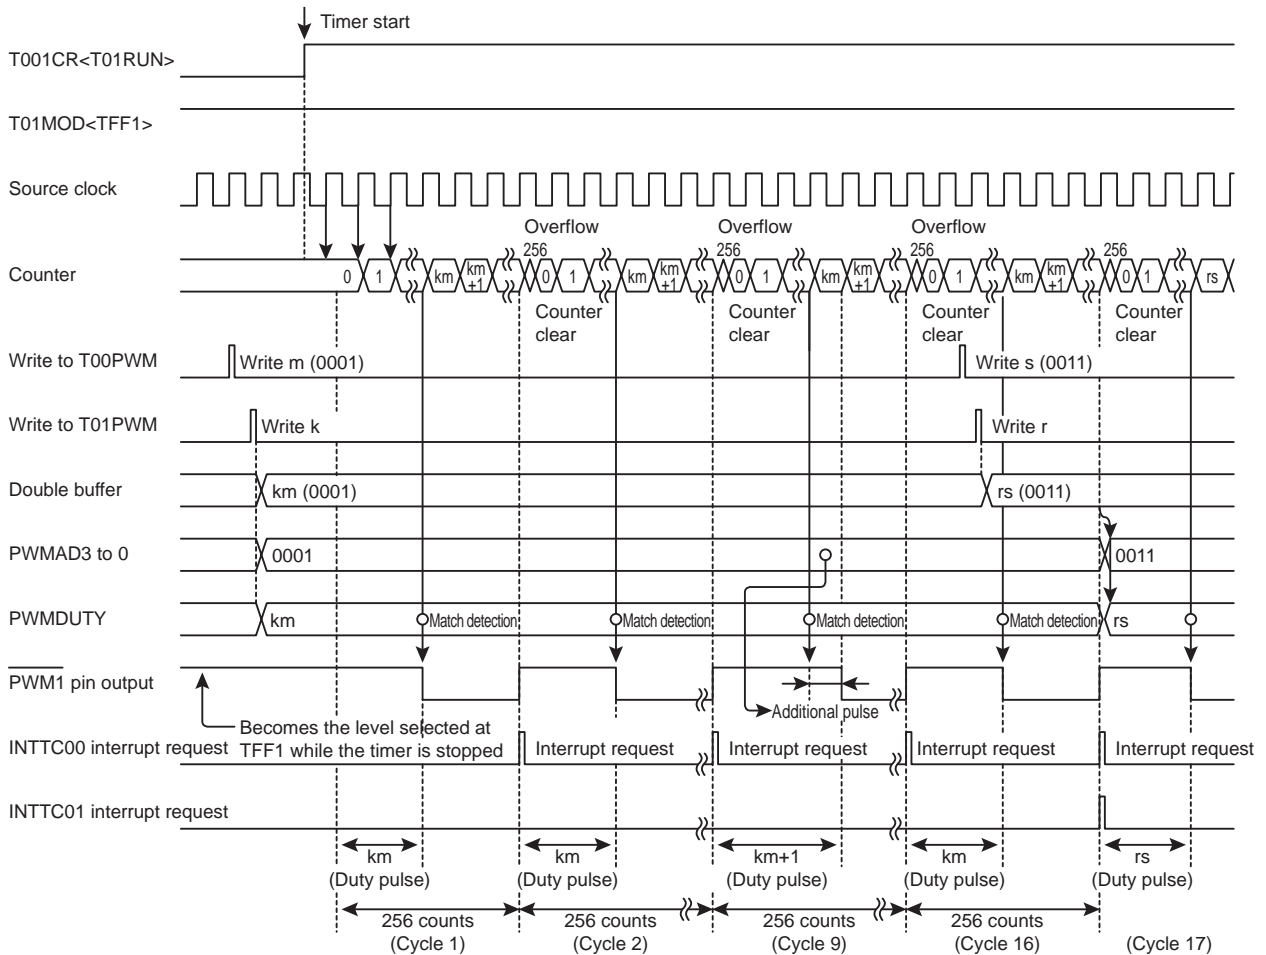 Timer start
T001CR<T01RUN>
T01MOD<TFF1>
Source clock
Overflow Overflow Overflow
256 256 256 256
Counter 0 1 km km +1 0 1 km km +1 0 1 km km +1 0 1 km km +1 0 1 rs
Counter clear Counter clear Counter clear Counter clear
Write to T00PWM Write m (0001) Write s (0011)
Write to T01PWM Write k Write r
Double buffer km (0001) rs (0011)
PWMAD3 to 0 0001 0011
PWMDUTY km Match detection Match detection Match detection Match detection rs
PWM1 pin output
Additional pulse
Becomes the level selected at
TFF1 while the timer is stopped
INTTC00 interrupt request Interrupt request Interrupt request Interrupt request Interrupt request
INTTC01 interrupt request
km km km+1 km rs
(Duty pulse) (Duty pulse) (Duty pulse) (Duty pulse) (Duty pulse)
256 counts 256 counts 256 counts 256 counts
(Cycle 1) (Cycle 2) (Cycle 9) (Cycle 16) (Cycle 17)